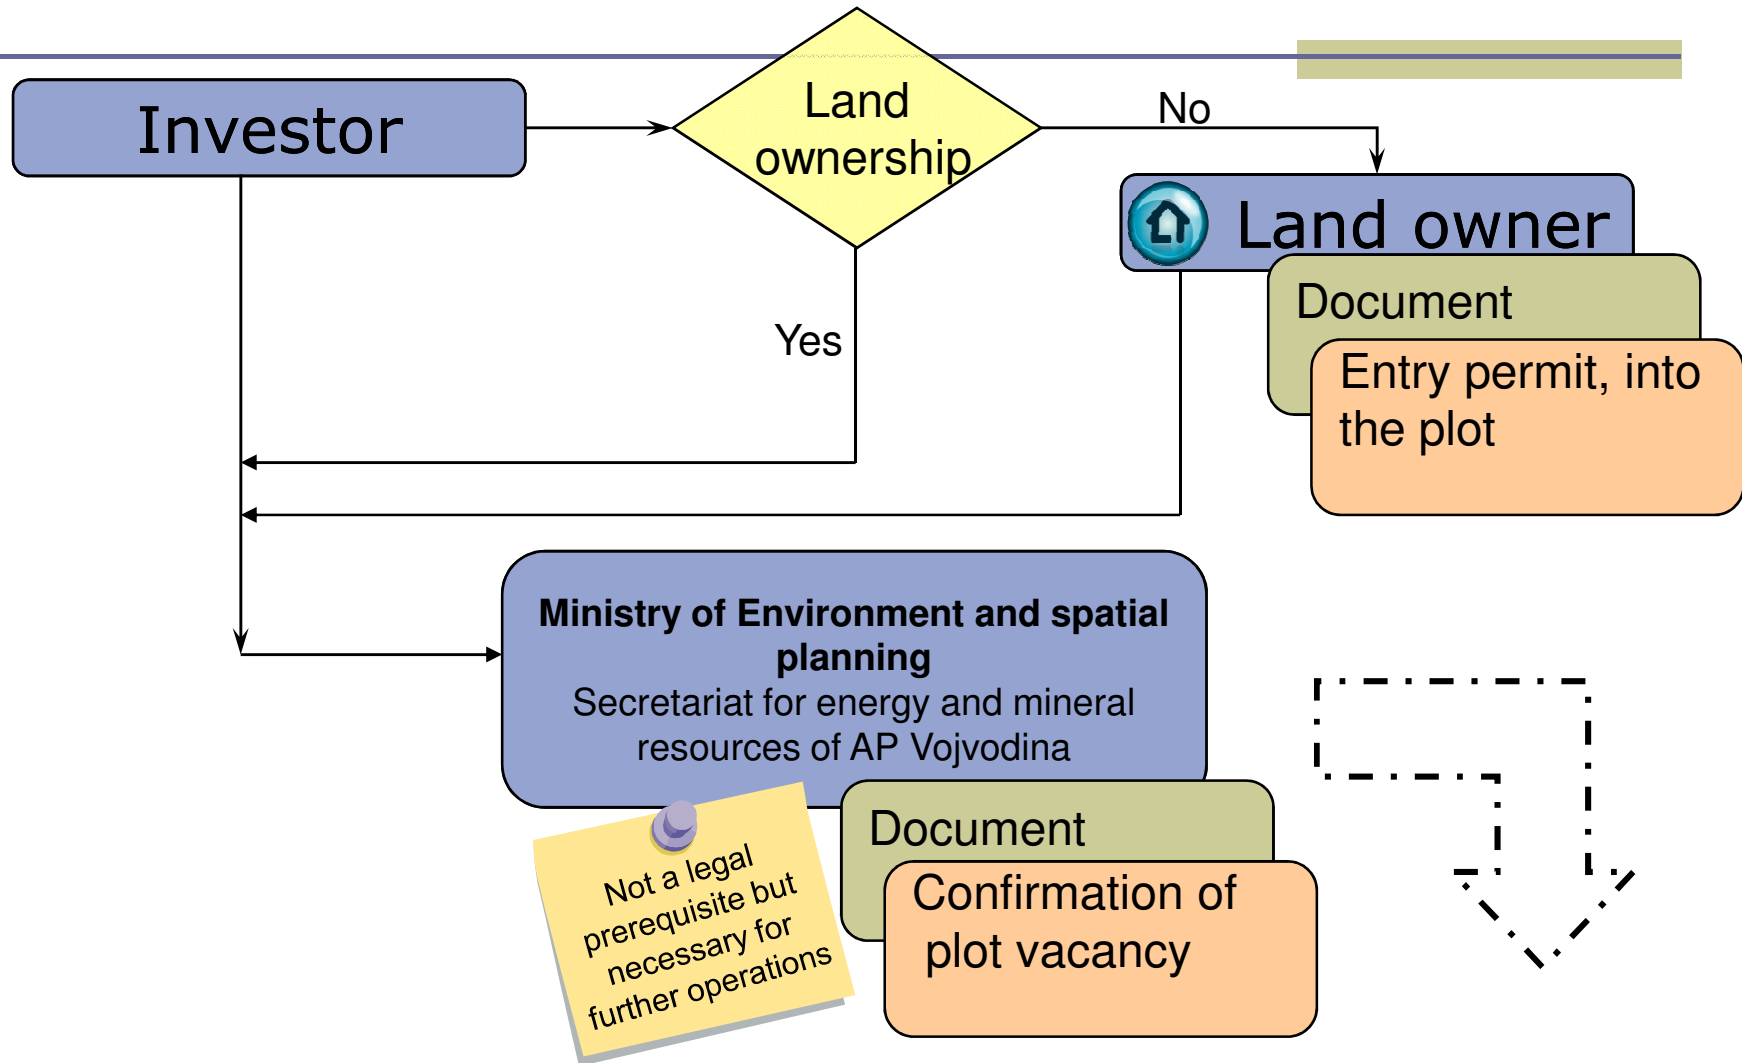 Investor
Land
ownership
No
Land owner
Document
Entry permit, into
the plot
Yes
Ministry of Environment and spatial
planning
Secretariat for energy and mineral
resources of AP Vojvodina
Document
Confirmation of
plot vacancy
Not a legal
prerequisite but
necessary for
further operations